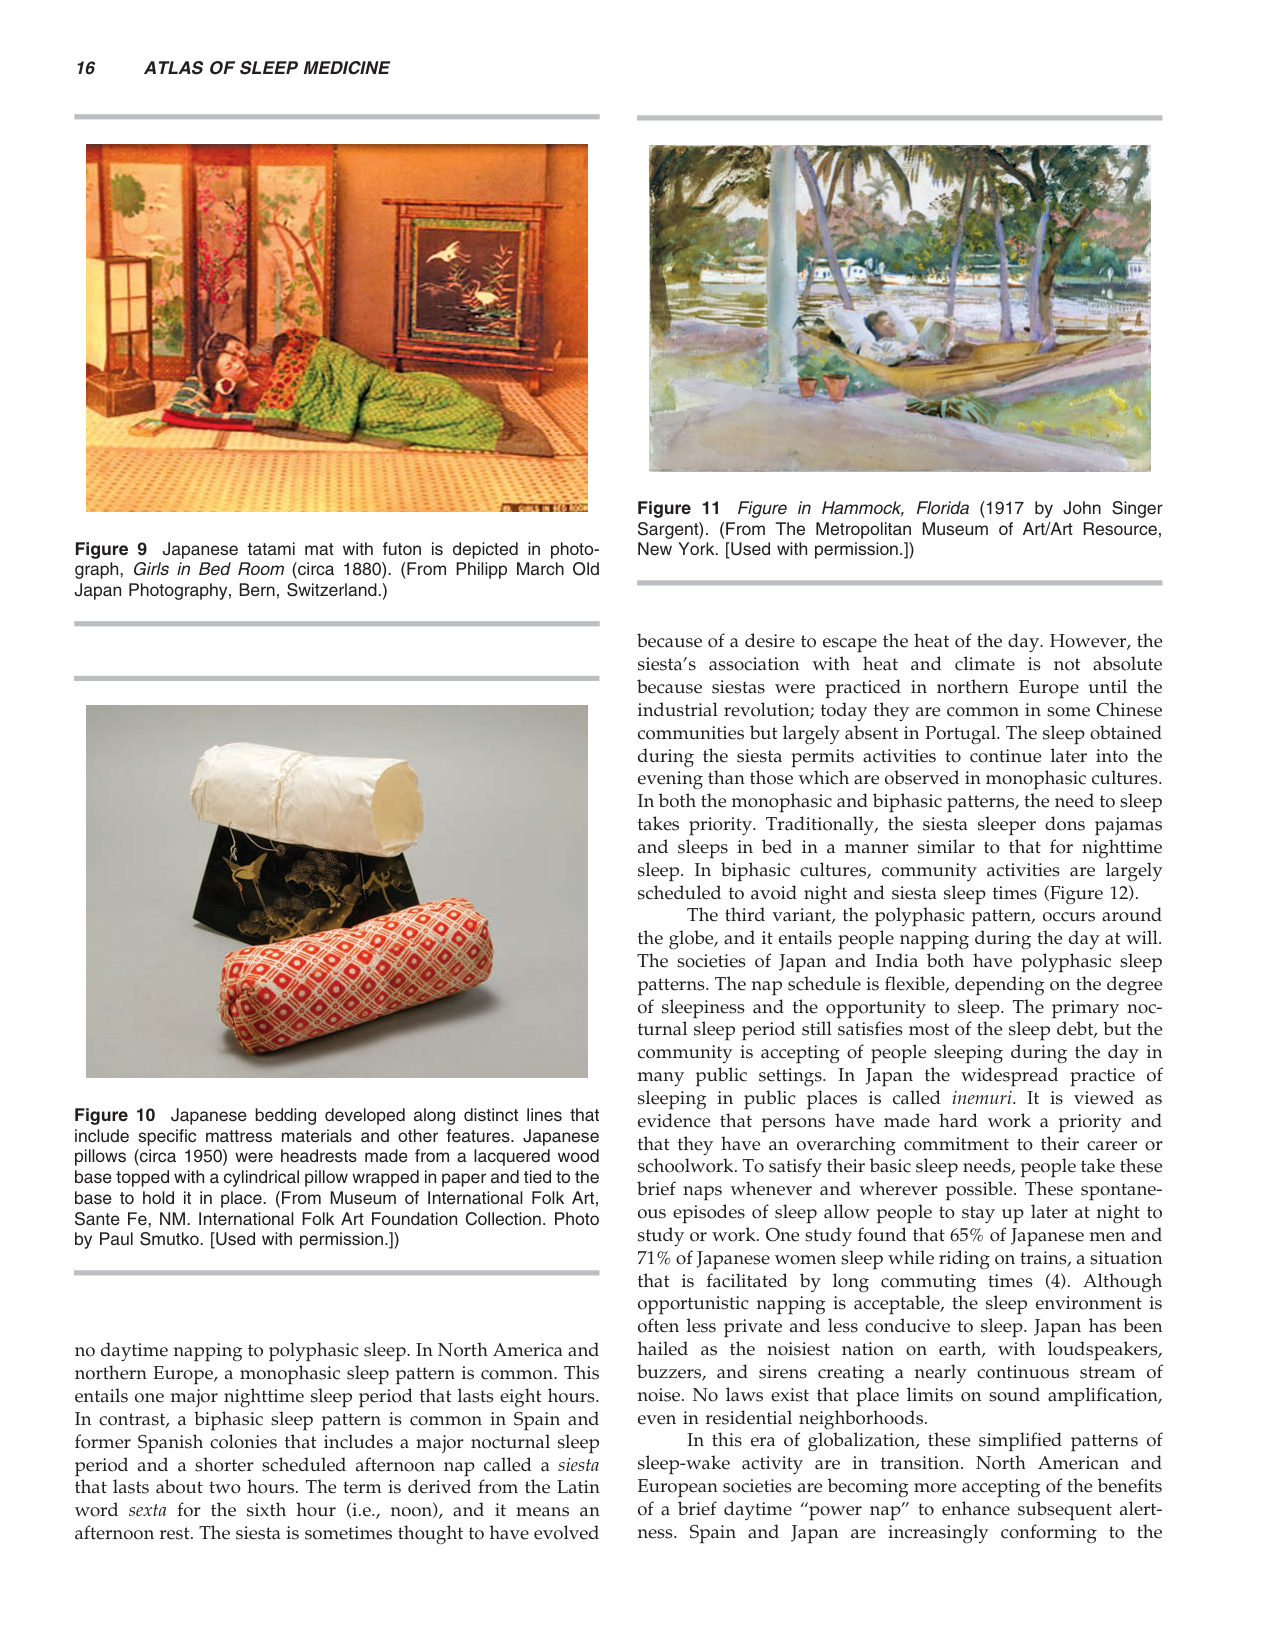 16 ATLAS OF SLEEP MEDICINE
GIRLS IN BED ROOM
Figure 9 Japanese tatami mat with futon is depicted in photo-
graph, Girls in Bed Room (circa 1880). (From Philipp March Old
Japan Photography, Bern, Switzerland.)
Figure 10 Japanese bedding developed along distinct lines that
include specific mattress materials and other features. Japanese
pillows (circa 1950) were headrests made from a lacquered wood
base topped with a cylindrical pillow wrapped in paper and tied to the
base to hold it in place. (From Museum of International Folk Art,
Sante Fe, NM. International Folk Art Foundation Collection. Photo
by Paul Smutko. [Used with permission.])
no daytime napping to polyphasic sleep. In North America and
northern Europe, a monophasic sleep pattern is common. This
entails one major nighttime sleep period that lasts eight hours.
In contrast, a biphasic sleep pattern is common in Spain and
former Spanish colonies that includes a major nocturnal sleep
period and a shorter scheduled afternoon nap called a siesta
that lasts about two hours. The term is derived from the Latin
word sexta for the sixth hour (i.e., noon), and it means an
afternoon rest. The siesta is sometimes thought to have evolved
Figure 11 Figure in Hammock, Florida (1917 by John Singer
Sargent). (From The Metropolitan Museum of Art/Art Resource,
New York. [Used with permission.])
because of a desire to escape the heat of the day. However, the
siesta's association with heat and climate is not absolute
because siestas were practiced in northern Europe until the
industrial revolution; today they are common in some Chinese
communities but largely absent in Portugal. The sleep obtained
during the siesta permits activities to continue later into the
evening than those which are observed in monophasic cultures.
In both the monophasic and biphasic patterns, the need to sleep
takes priority. Traditionally, the siesta sleeper dons pajamas
and sleeps in bed in a manner similar to that for nighttime
sleep. In biphasic cultures, community activities are largely
scheduled to avoid night and siesta sleep times (Figure 12).
The third variant, the polyphasic pattern, occurs around
the globe, and it entails people napping during the day at will.
The societies of Japan and India both have polyphasic sleep
patterns. The nap schedule is flexible, depending on the degree
of sleepiness and the opportunity to sleep. The primary noc-
turnal sleep period still satisfies most of the sleep debt, but the
community is accepting of people sleeping during the day in
many public settings. In Japan the widespread practice of
sleeping in public places is called inemuri. It is viewed as
evidence that persons have made hard work a priority and
that they have an overarching commitment to their career or
schoolwork. To satisfy their basic sleep needs, people take these
brief naps whenever and wherever possible. These spontane-
ous episodes of sleep allow people to stay up later at night to
study or work. One study found that 65% of Japanese men and
71% of Japanese women sleep while riding on trains, a situation
that is facilitated by long commuting times (4). Although
opportunistic napping is acceptable, the sleep environment is
often less private and less conducive to sleep. Japan has been
hailed as the noisiest nation on earth, with loudspeakers,
buzzers, and sirens creating a nearly continuous stream of
noise. No laws exist that place limits on sound amplification,
even in residential neighborhoods.
In this era of globalization, these simplified patterns of
sleep-wake activity are in transition. North American and
European societies are becoming more accepting of the benefits
of a brief daytime “power nap” to enhance subsequent alert-
ness. Spain and Japan are increasingly conforming to the